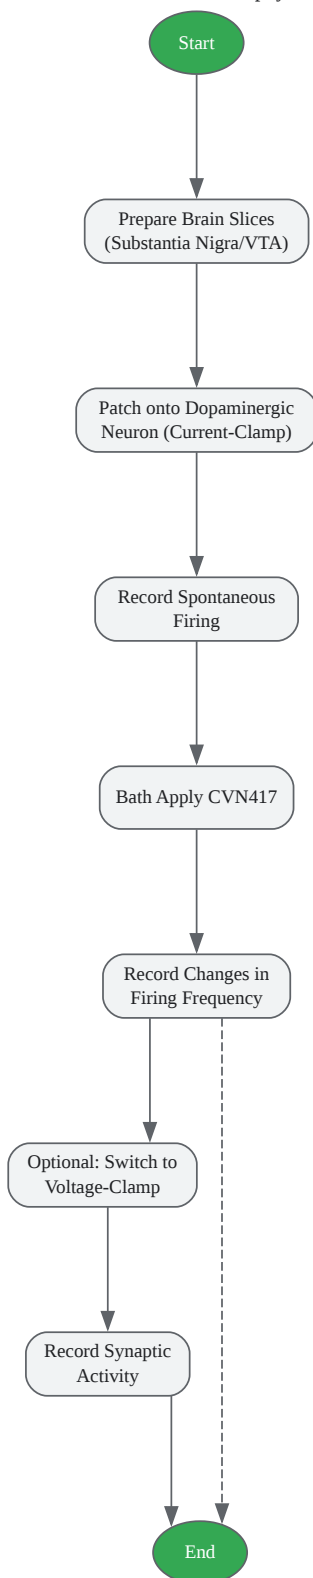 Start
Prepare Brain Slices
(Substantia Nigra/VTA)
Patch onto Dopaminergic
Neuron (Current-Clamp)
Record Spontaneous
Firing
Bath Apply CVN417
Record Changes in
Firing Frequency
Optional: Switch to
Voltage-Clamp
Record Synaptic
Activity
End